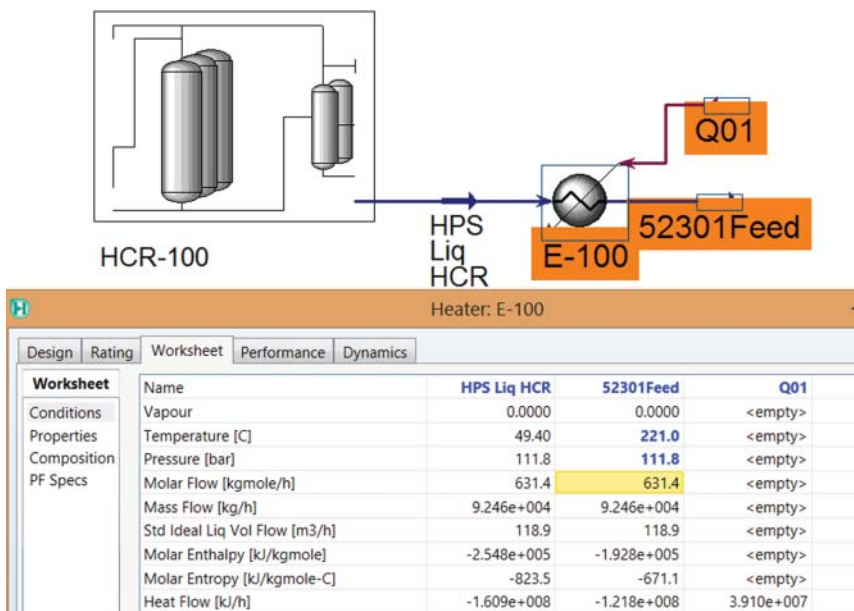 Q01
HCR-100
HPS
Liq
HCR
E-100
52301Feed
Heater: E-100
Design Rating Worksheet Performance Dynamics
Worksheet
Conditions
Properties
Composition
PF Specs
Name HPS Liq HCR 52301Feed Q01
Vapour 0.0000 0.0000 <empty>
Temperature [C] 49.40 221.0 <empty>
Pressure [bar] 111.8 111.8 <empty>
Molar Flow [kgmole/h] 631.4 631.4 <empty>
Mass Flow [kg/h] 9.246e+004 9.246e+004 <empty>
Std Ideal Liq Vol Flow [m3/h] 118.9 118.9 <empty>
Molar Enthalpy [kJ/kgmole] -2.548e+005 -1.928e+005 <empty>
Molar Entropy [kJ/kgmole-C] -823.5 -671.1 <empty>
Heat Flow [kJ/h] -1.609e+008 -1.218e+008 3.910e+007